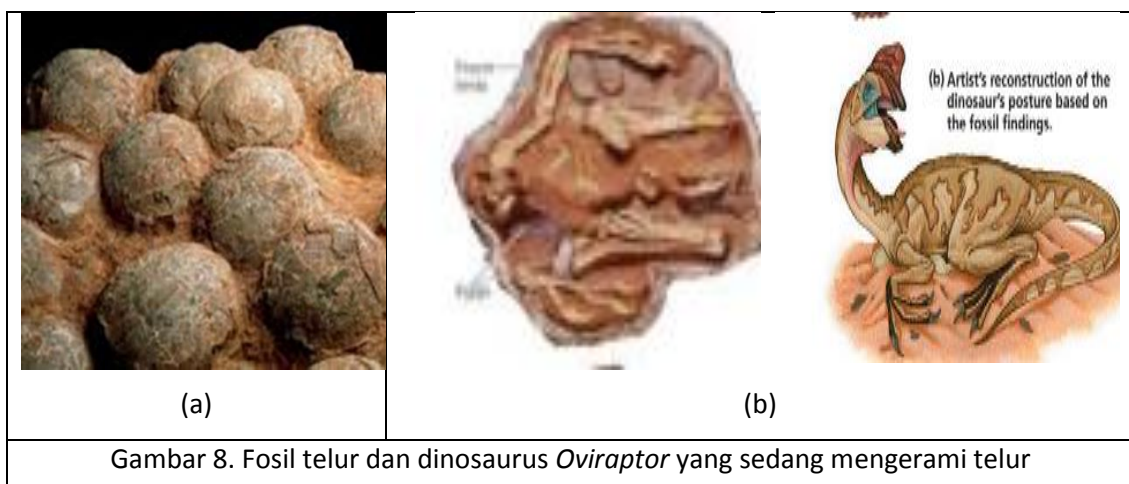 (b) Artist's reconstruction of the
dinosaur's posture based on
the fossil findings.
(a)
(b)
Gambar 8. Fosil telur dan dinosaurus Oviraptor yang sedang mengerami telur